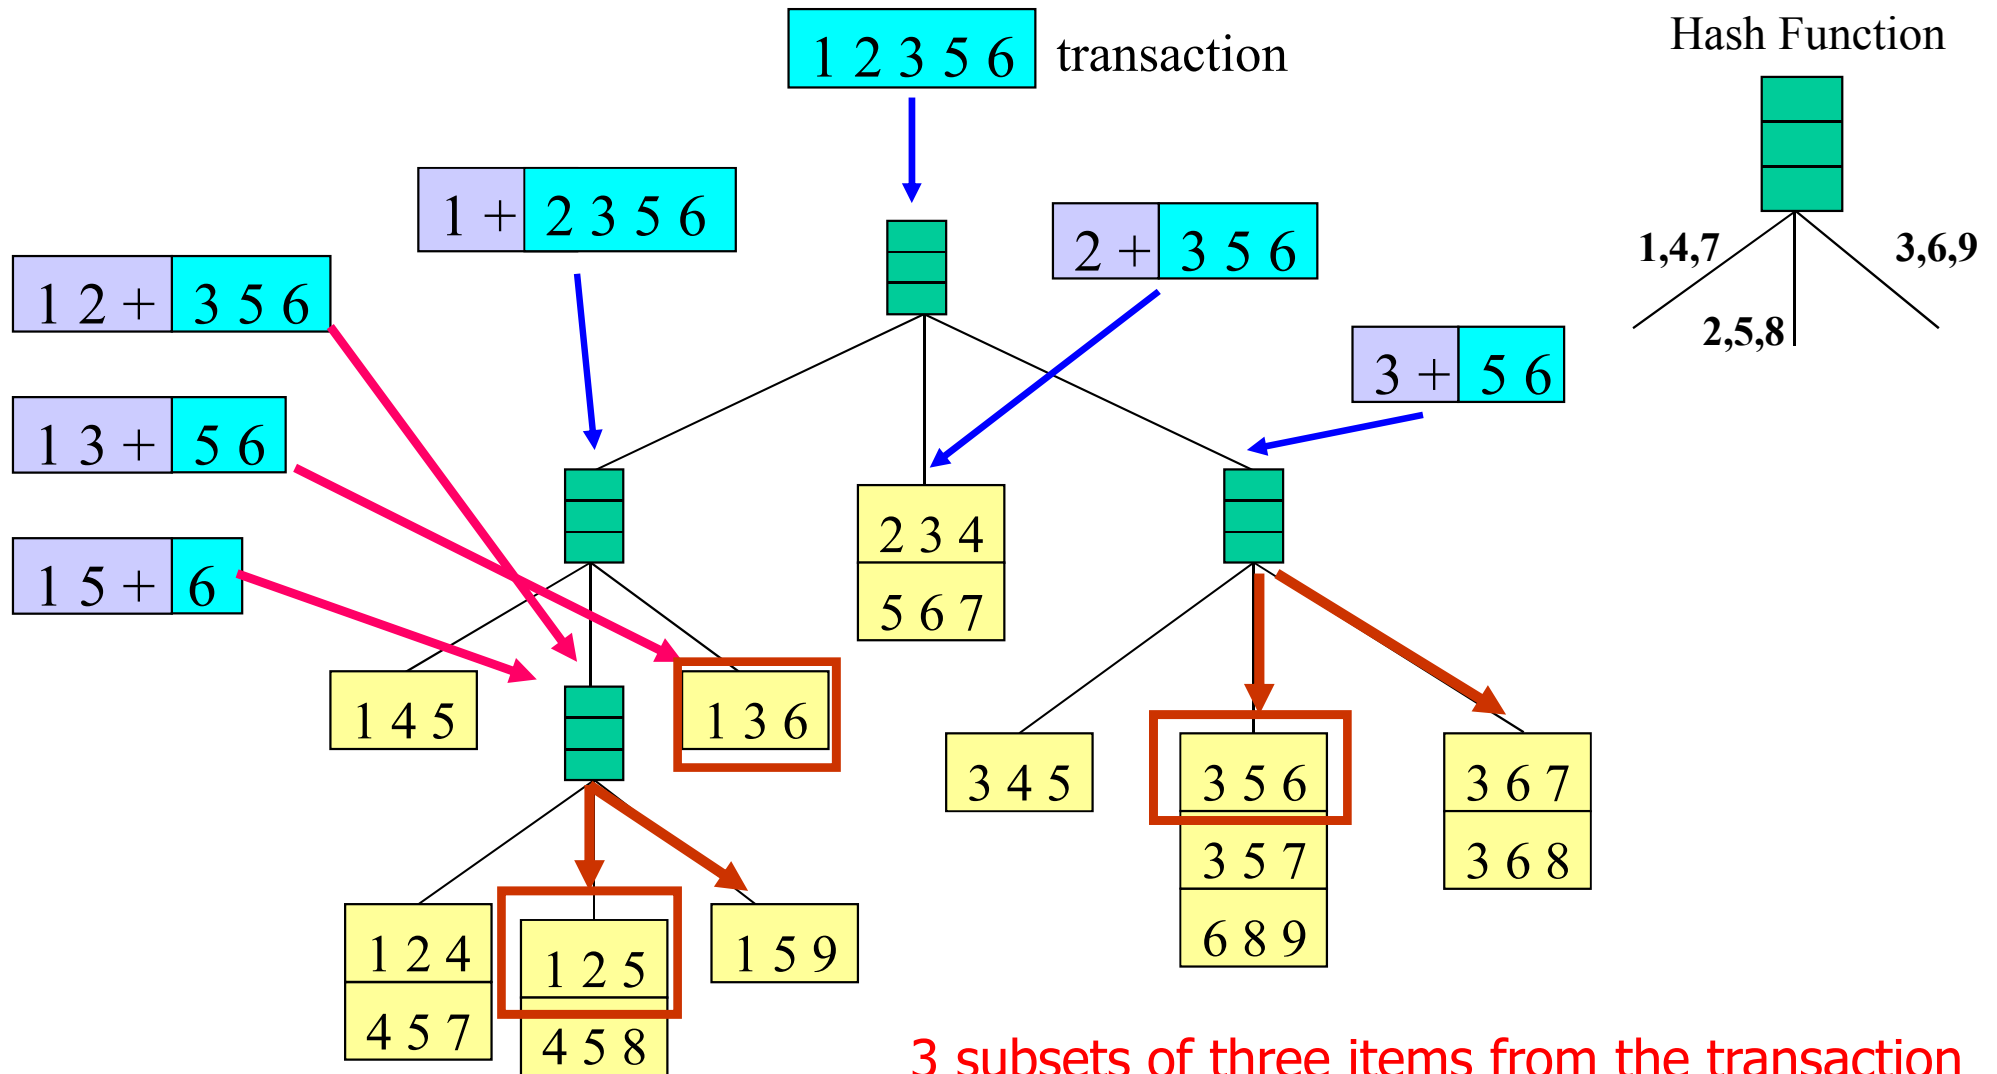 1 2 3 5 6 transaction
Hash Function
1 + 2 3 5 6
2 + 3 5 6
1,4,7
3,6,9
2,5,8
1 2 + 3 5 6
3 + 5 6
1 3 + 5 6
1 5 + 6
2 3 4
5 6 7
1 4 5
1 3 6
3 4 5
3 5 6
3 6 7
3 5 7
3 6 8
6 8 9
1 2 4
1 2 5
1 5 9
4 5 7
4 5 8
3 subsets of three items from the transaction